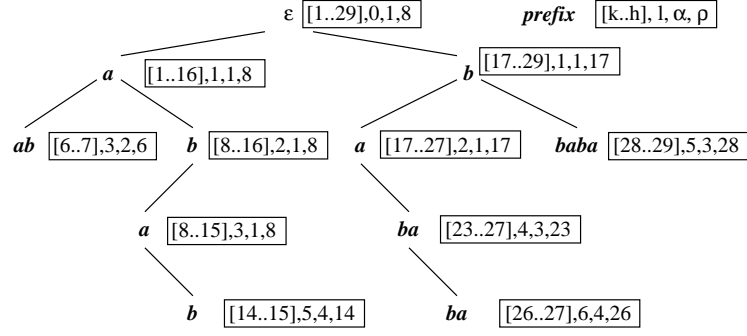 ε [1..29],0,1,8 prefix [k..h], l, α, ρ
a [1..16],1,1,8 b [17..29],1,1,17
ab [6..7],3,2,6 b [8..16],2,1,8 a [17..27],2,1,17 baba [28..29],5,3,28
a [8..15],3,1,8 ba [23..27],4,3,23
b [14..15],5,4,14 ba [26..27],6,4,26